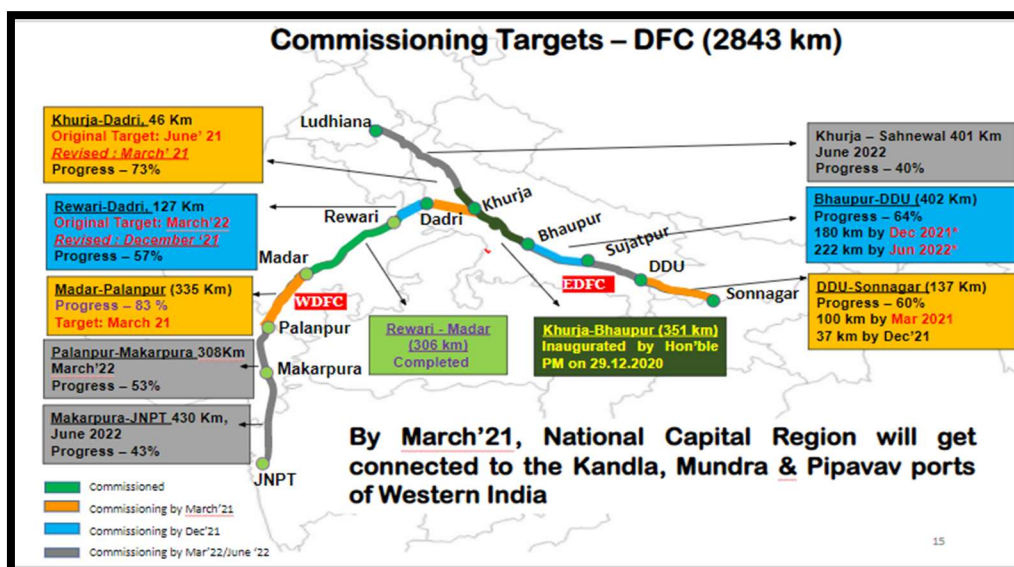 Commissioning Targets – DFC (2843 km)
Khurja-Dadri, 46 Km
Original Target: June' 21
Revised : March' 21
Progress – 73%
Rewari-Dadri, 127 Km
Original Target: March'22
Revised : December '21
Progress – 57%
Madar-Palanpur (335 Km)
Progress – 83 %
Target: March 21
Palanpur-Makarpura 308Km
March'22
Progress – 53%
Makarpura-JNPT 430 Km,
June 2022
Progress – 43%
Ludhiana
Khurja
Dadri
Rewari
Madar
Bhaupur
Sujatpur
DDU
Sonnagar
WDFC
EDFC
Palanpur
Makarpura
JNPT
Rewari - Madar
(306 km)
Completed
Khurja-Bhaupur (351 km)
Inaugurated by Hon'ble
PM on 29.12.2020
Khurja – Sahnewal 401 Km
June 2022
Progress – 40%
Bhaupur-DDU (402 Km)
Progress – 64%
180 km by Dec 2021*
222 km by Jun 2022*
DDU-Sonnagar (137 Km)
Progress – 60%
100 km by Mar 2021
37 km by Dec'21
By March'21, National Capital Region will get
connected to the Kandla, Mundra & Pipavav ports
of Western India
Commissioned
Commissioning by March'21
Commissioning by Dec'21
Commissioning by Mar'22/June '22
15